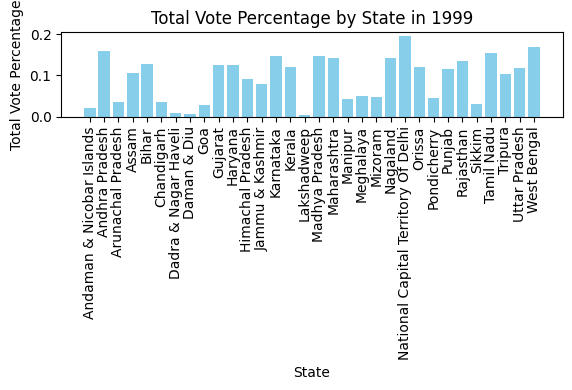 Total Vote Percentage by State in 1999
Total Vote Percentage
0.2
0.1
0.0
Andaman & Nicobar Islands
Andhra Pradesh
Arunachal Pradesh
Assam
Bihar
Chandigarh
Dadra & Nagar Haveli
Daman & Diu
Goa
Gujarat
Haryana
Himachal Pradesh
Jammu & Kashmir
Karnataka
Kerala
Lakshadweep
Madhya Pradesh
Maharashtra
Manipur
Meghalaya
Mizoram
Nagaland
National Capital Territory Of Delhi
Orissa
Pondicherry
Punjab
Rajasthan
Sikkim
Tamil Nadu
Tripura
Uttar Pradesh
West Bengal
State